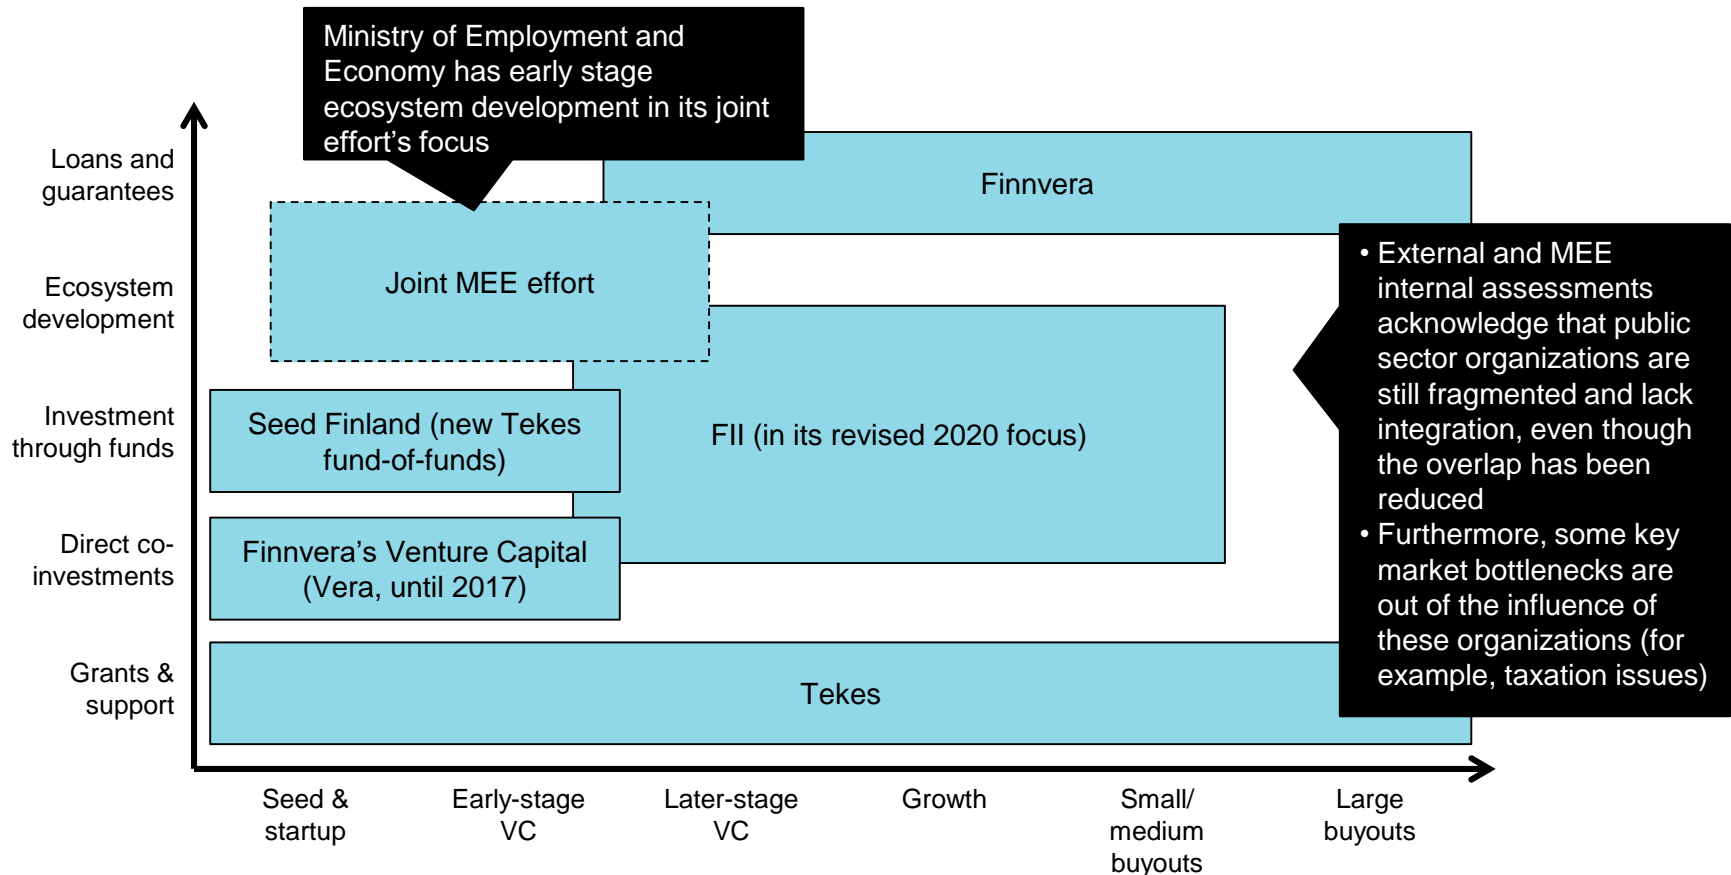 Ministry of Employment and
Economy has early stage
ecosystem development in its joint
effort's focus
Loans and
guarantees
Finnvera
Ecosystem
development
Joint MEE effort
Investment
through funds
Seed Finland (new Tekes
fund-of-funds)
FII (in its revised 2020 focus)
Direct co-
investments
Finnvera's Venture Capital
(Vera, until 2017)
Grants &
support
Tekes
• External and MEE
internal assessments
acknowledge that public
sector organizations are
still fragmented and lack
integration, even though
the overlap has been
reduced
• Furthermore, some key
market bottlenecks are
out of the influence of
these organizations (for
example, taxation issues)
Seed &
startup
Early-stage
VC
Later-stage
VC
Growth
Small/
medium
buyouts
Large
buyouts